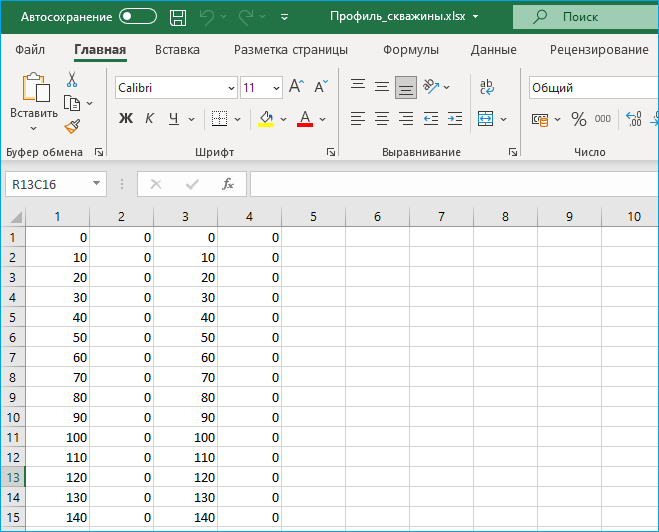 Автосохранение Профиль_скважины.xlsx Поиск
Файл Главная Вставка Разметка страницы Формулы Данные Рецензирование
Calibri 11 Общий
Вставить Ж К Ч ab c % 000 ,00 ,0
Буфер обмена Шрифт Выравнивание Число
R13C16 fx
1 2 3 4 5 6 7 8 9 10
1 0 0 0 0
2 10 0 10 0
3 20 0 20 0
4 30 0 30 0
5 40 0 40 0
6 50 0 50 0
7 60 0 60 0
8 70 0 70 0
9 80 0 80 0
10 90 0 90 0
11 100 0 100 0
12 110 0 110 0
13 120 0 120 0
14 130 0 130 0
15 140 0 140 0